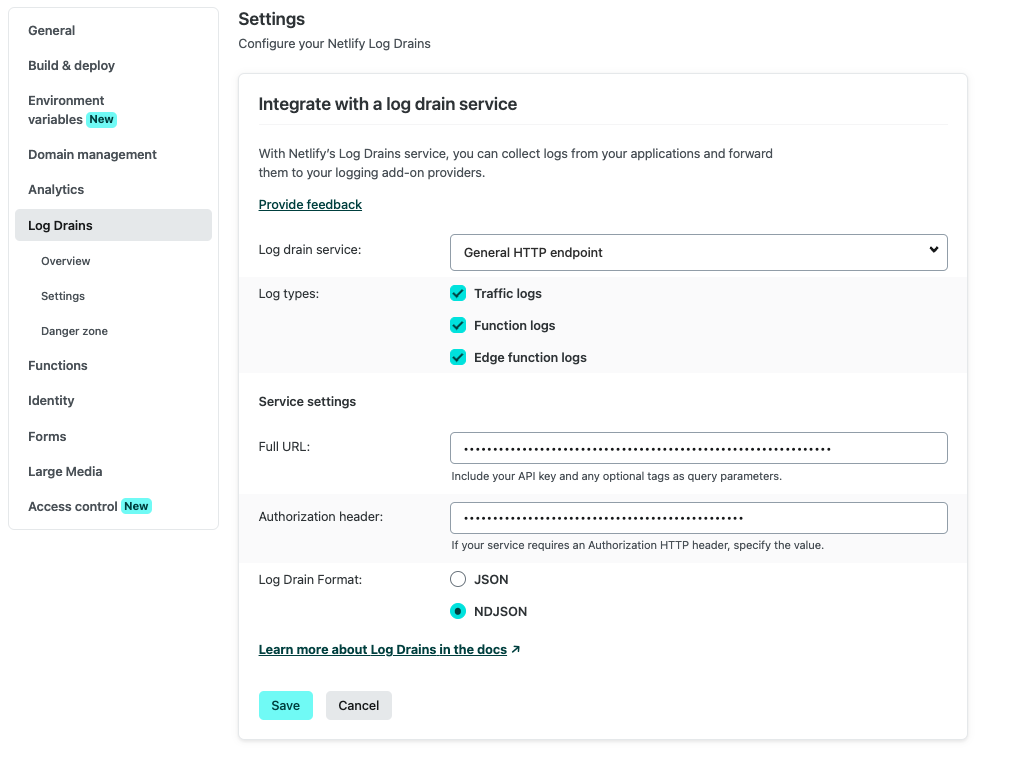 General
Build & deploy
Environment
variables New
Domain management
Analytics
Log Drains
Overview
Settings
Danger zone
Functions
Identity
Forms
Large Media
Access control New
Settings
Configure your Netlify Log Drains
Integrate with a log drain service
With Netlify’s Log Drains service, you can collect logs from your applications and forward
them to your logging add-on providers.
Provide feedback
Log drain service:
General HTTP endpoint
Log types:
Traffic logs
Function logs
Edge function logs
Service settings
Full URL:
Include your API key and any optional tags as query parameters.
Authorization header:
If your service requires an Authorization HTTP header, specify the value.
Log Drain Format:
JSON
NDJSON
Learn more about Log Drains in the docs ↗
Save
Cancel